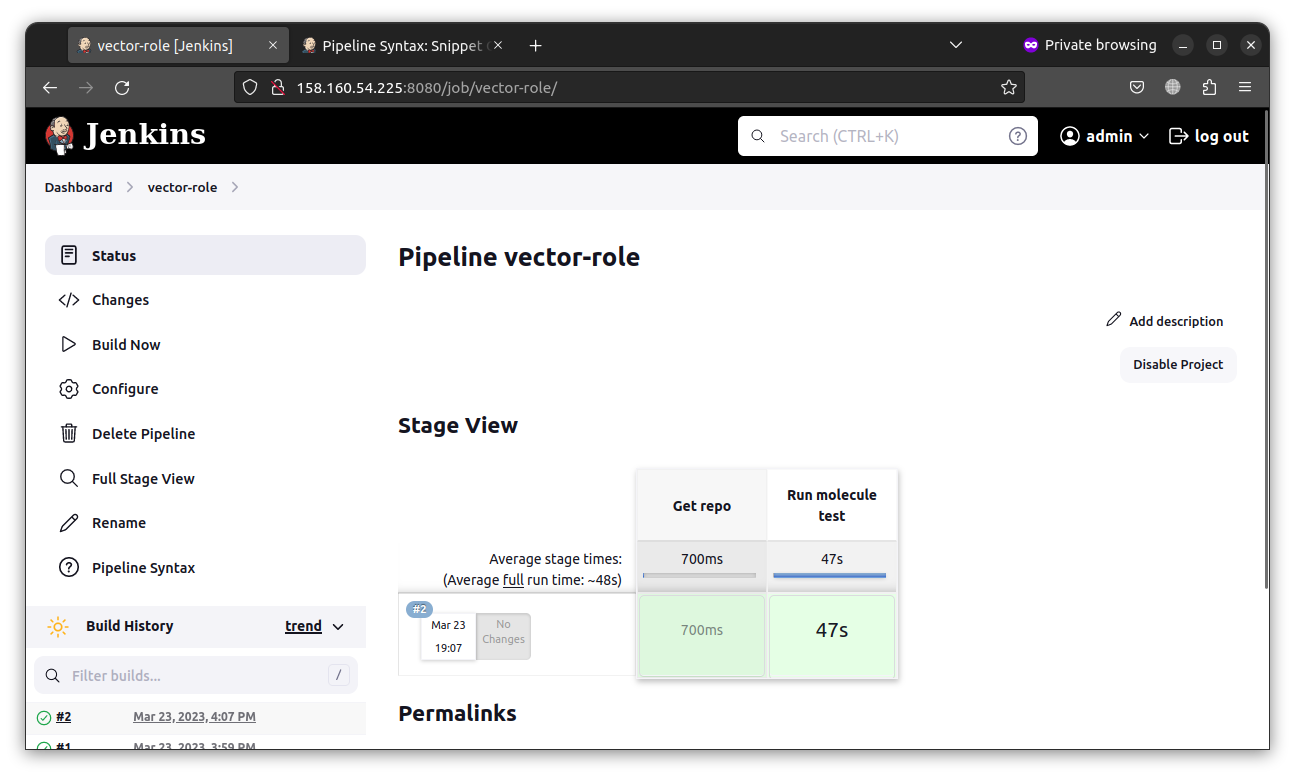 vector-role [Jenkins]
Pipeline Syntax: Snippet
Private browsing
158.160.54.225:8080/job/vector-role/
Jenkins
Search (CTRL+K)
admin
log out
Dashboard
vector-role
Status
Changes
Build Now
Configure
Delete Pipeline
Full Stage View
Rename
Pipeline Syntax
Build History
trend
Filter builds...
/
#2
Mar 23, 2023, 4:07 PM
#1
Mar 23, 2023, 3:59 PM
Pipeline vector-role
Add description
Disable Project
Stage View
Get repo
Run molecule
test
Average stage times:
(Average full run time: ~48s)
700ms
47s
#2
Mar 23
19:07
No
Changes
700ms
47s
Permalinks